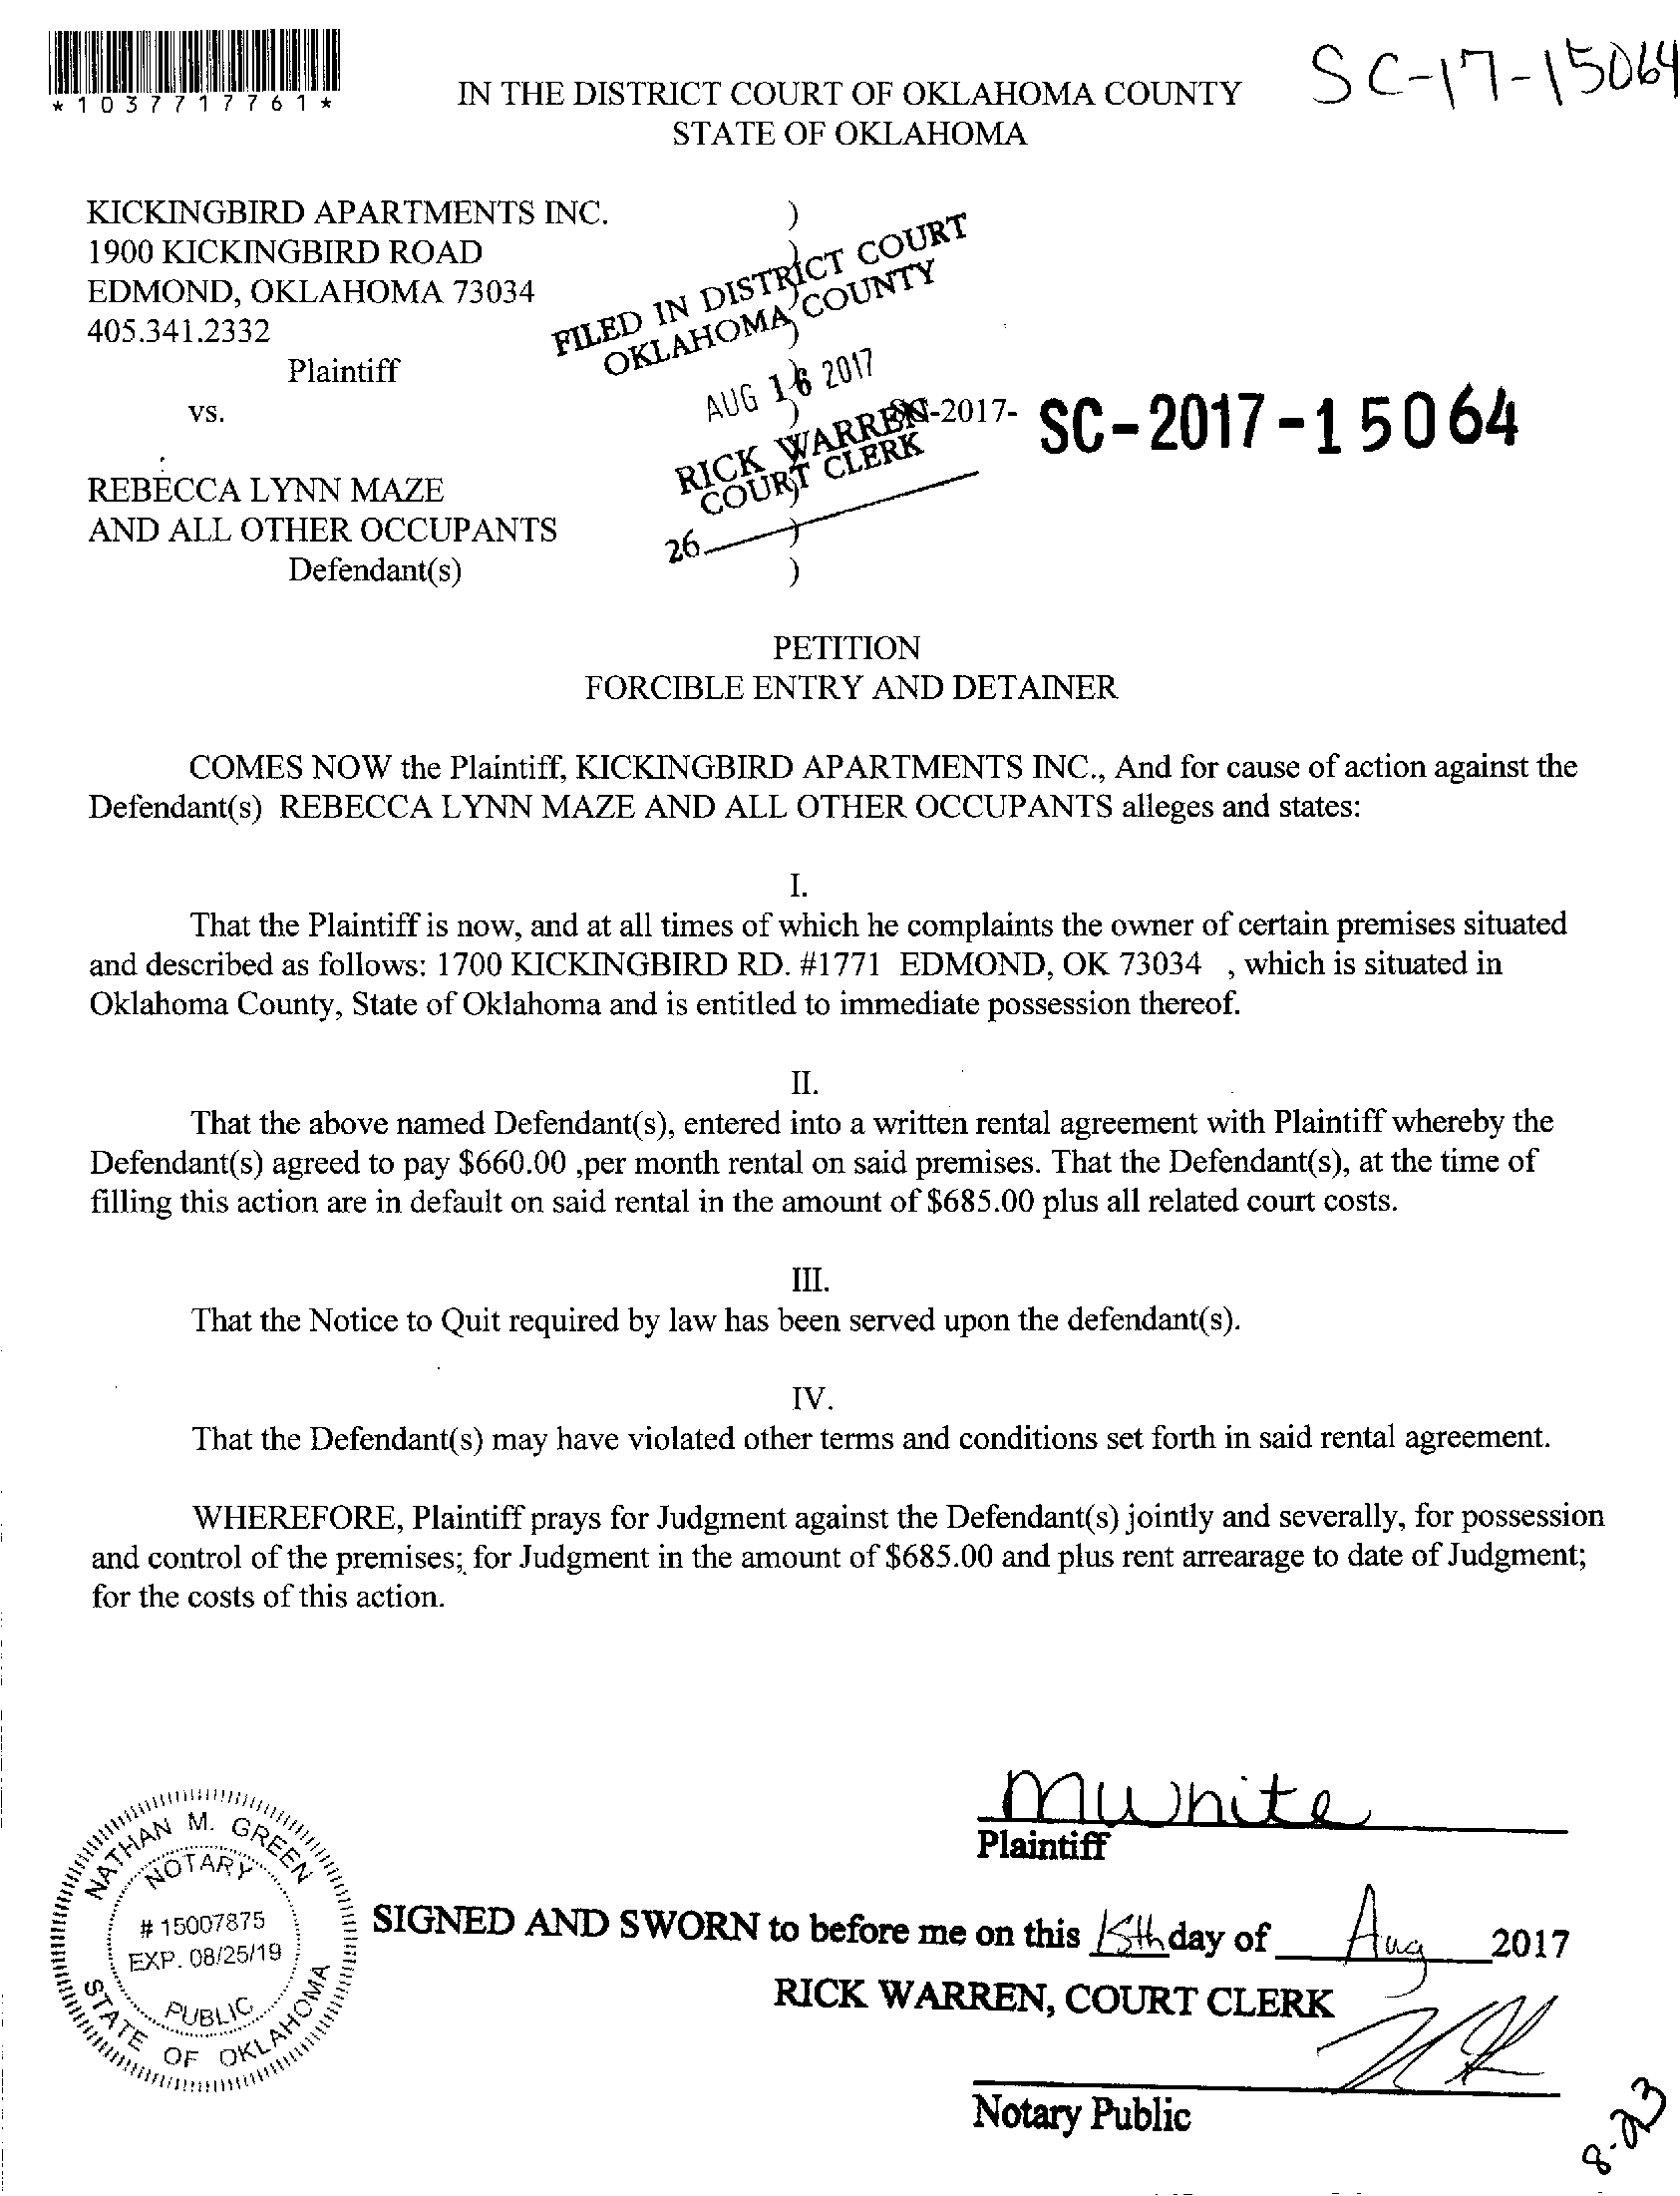 *1037717761*
SC-17-15064
IN THE DISTRICT COURT OF OKLAHOMA COUNTY
STATE OF OKLAHOMA
KICKINGBIRD APARTMENTS INC. )
1900 KICKINGBIRD ROAD )
EDMOND, OKLAHOMA 73034 )
405.341.2332 )
Plaintiff )
vs. ) SC-2017- SC-2017-15064
REBECCA LYNN MAZE )
AND ALL OTHER OCCUPANTS )
Defendant(s) )
FILED IN DISTRICT COURT
OKLAHOMA COUNTY
AUG 16 2017
RICK WARREN
COURT CLERK
26
PETITION
FORCIBLE ENTRY AND DETAINER
COMES NOW the Plaintiff, KICKINGBIRD APARTMENTS INC., And for cause of action against the
Defendant(s) REBECCA LYNN MAZE AND ALL OTHER OCCUPANTS alleges and states:
I.
That the Plaintiff is now, and at all times of which he complaints the owner of certain premises situated
and described as follows: 1700 KICKINGBIRD RD. #1771 EDMOND, OK 73034 , which is situated in
Oklahoma County, State of Oklahoma and is entitled to immediate possession thereof.
II.
That the above named Defendant(s), entered into a written rental agreement with Plaintiff whereby the
Defendant(s) agreed to pay $660.00 ,per month rental on said premises. That the Defendant(s), at the time of
filling this action are in default on said rental in the amount of $685.00 plus all related court costs.
III.
That the Notice to Quit required by law has been served upon the defendant(s).
IV.
That the Defendant(s) may have violated other terms and conditions set forth in said rental agreement.
WHEREFORE, Plaintiff prays for Judgment against the Defendant(s) jointly and severally, for possession
and control of the premises; for Judgment in the amount of $685.00 and plus rent arrearage to date of Judgment;
for the costs of this action.
MWhite
Plaintiff
NATHAN M. GREEN
NOTARY
# 15007875
EXP. 08/25/19
PUBLIC
STATE OF OKLAHOMA
SIGNED AND SWORN to before me on this 15th day of Aug 2017
RICK WARREN, COURT CLERK
Notary Public
8-23